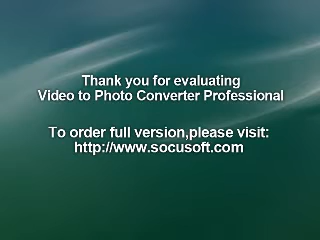 Thank you for evaluating
Video to Photo Converter Professional
To order full version,please visit:
http://www.socusoft.com